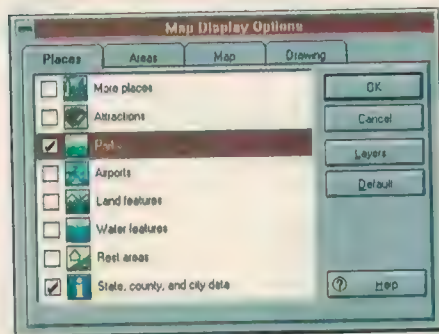 Map Display Options
Places Areas Map Drawing
More places
Attractions
Parks
Airports
Land features
Water features
Rest areas
State, county, and city data
OK
Cancel
Layers
Default
Help